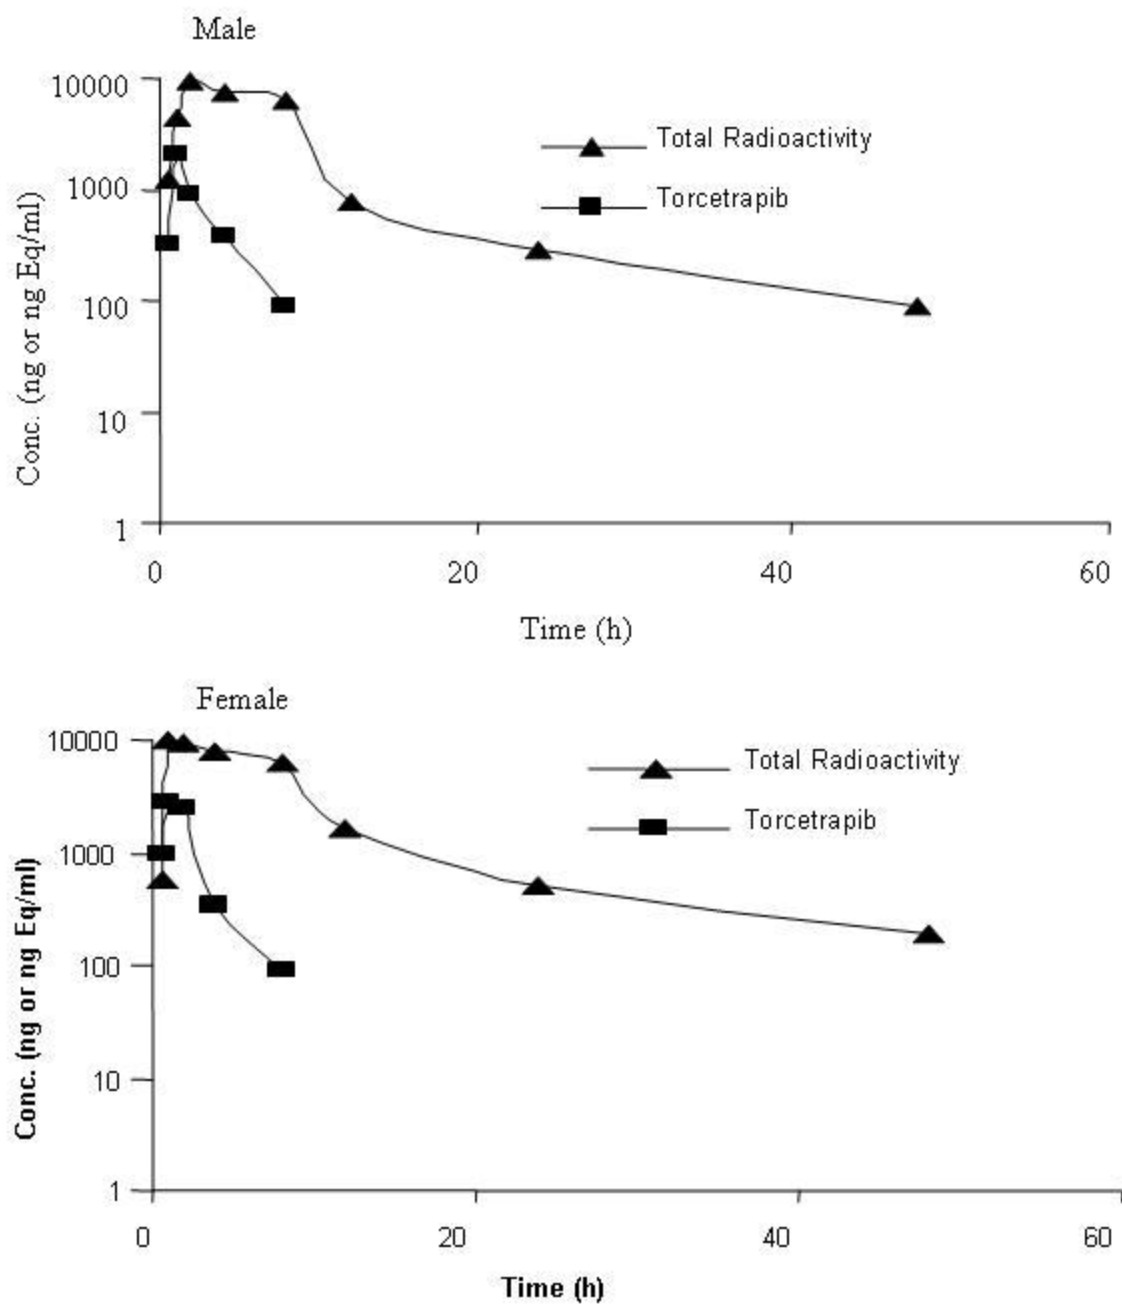 Male
10000
1000
100
10
1
Conc. (ng or ng Eq/ml)
Total Radioactivity
Torcetrapib
0 20 40 60
Time (h)
Female
10000
1000
100
10
1
Conc. (ng or ng Eq/ml)
Total Radioactivity
Torcetrapib
0 20 40 60
Time (h)